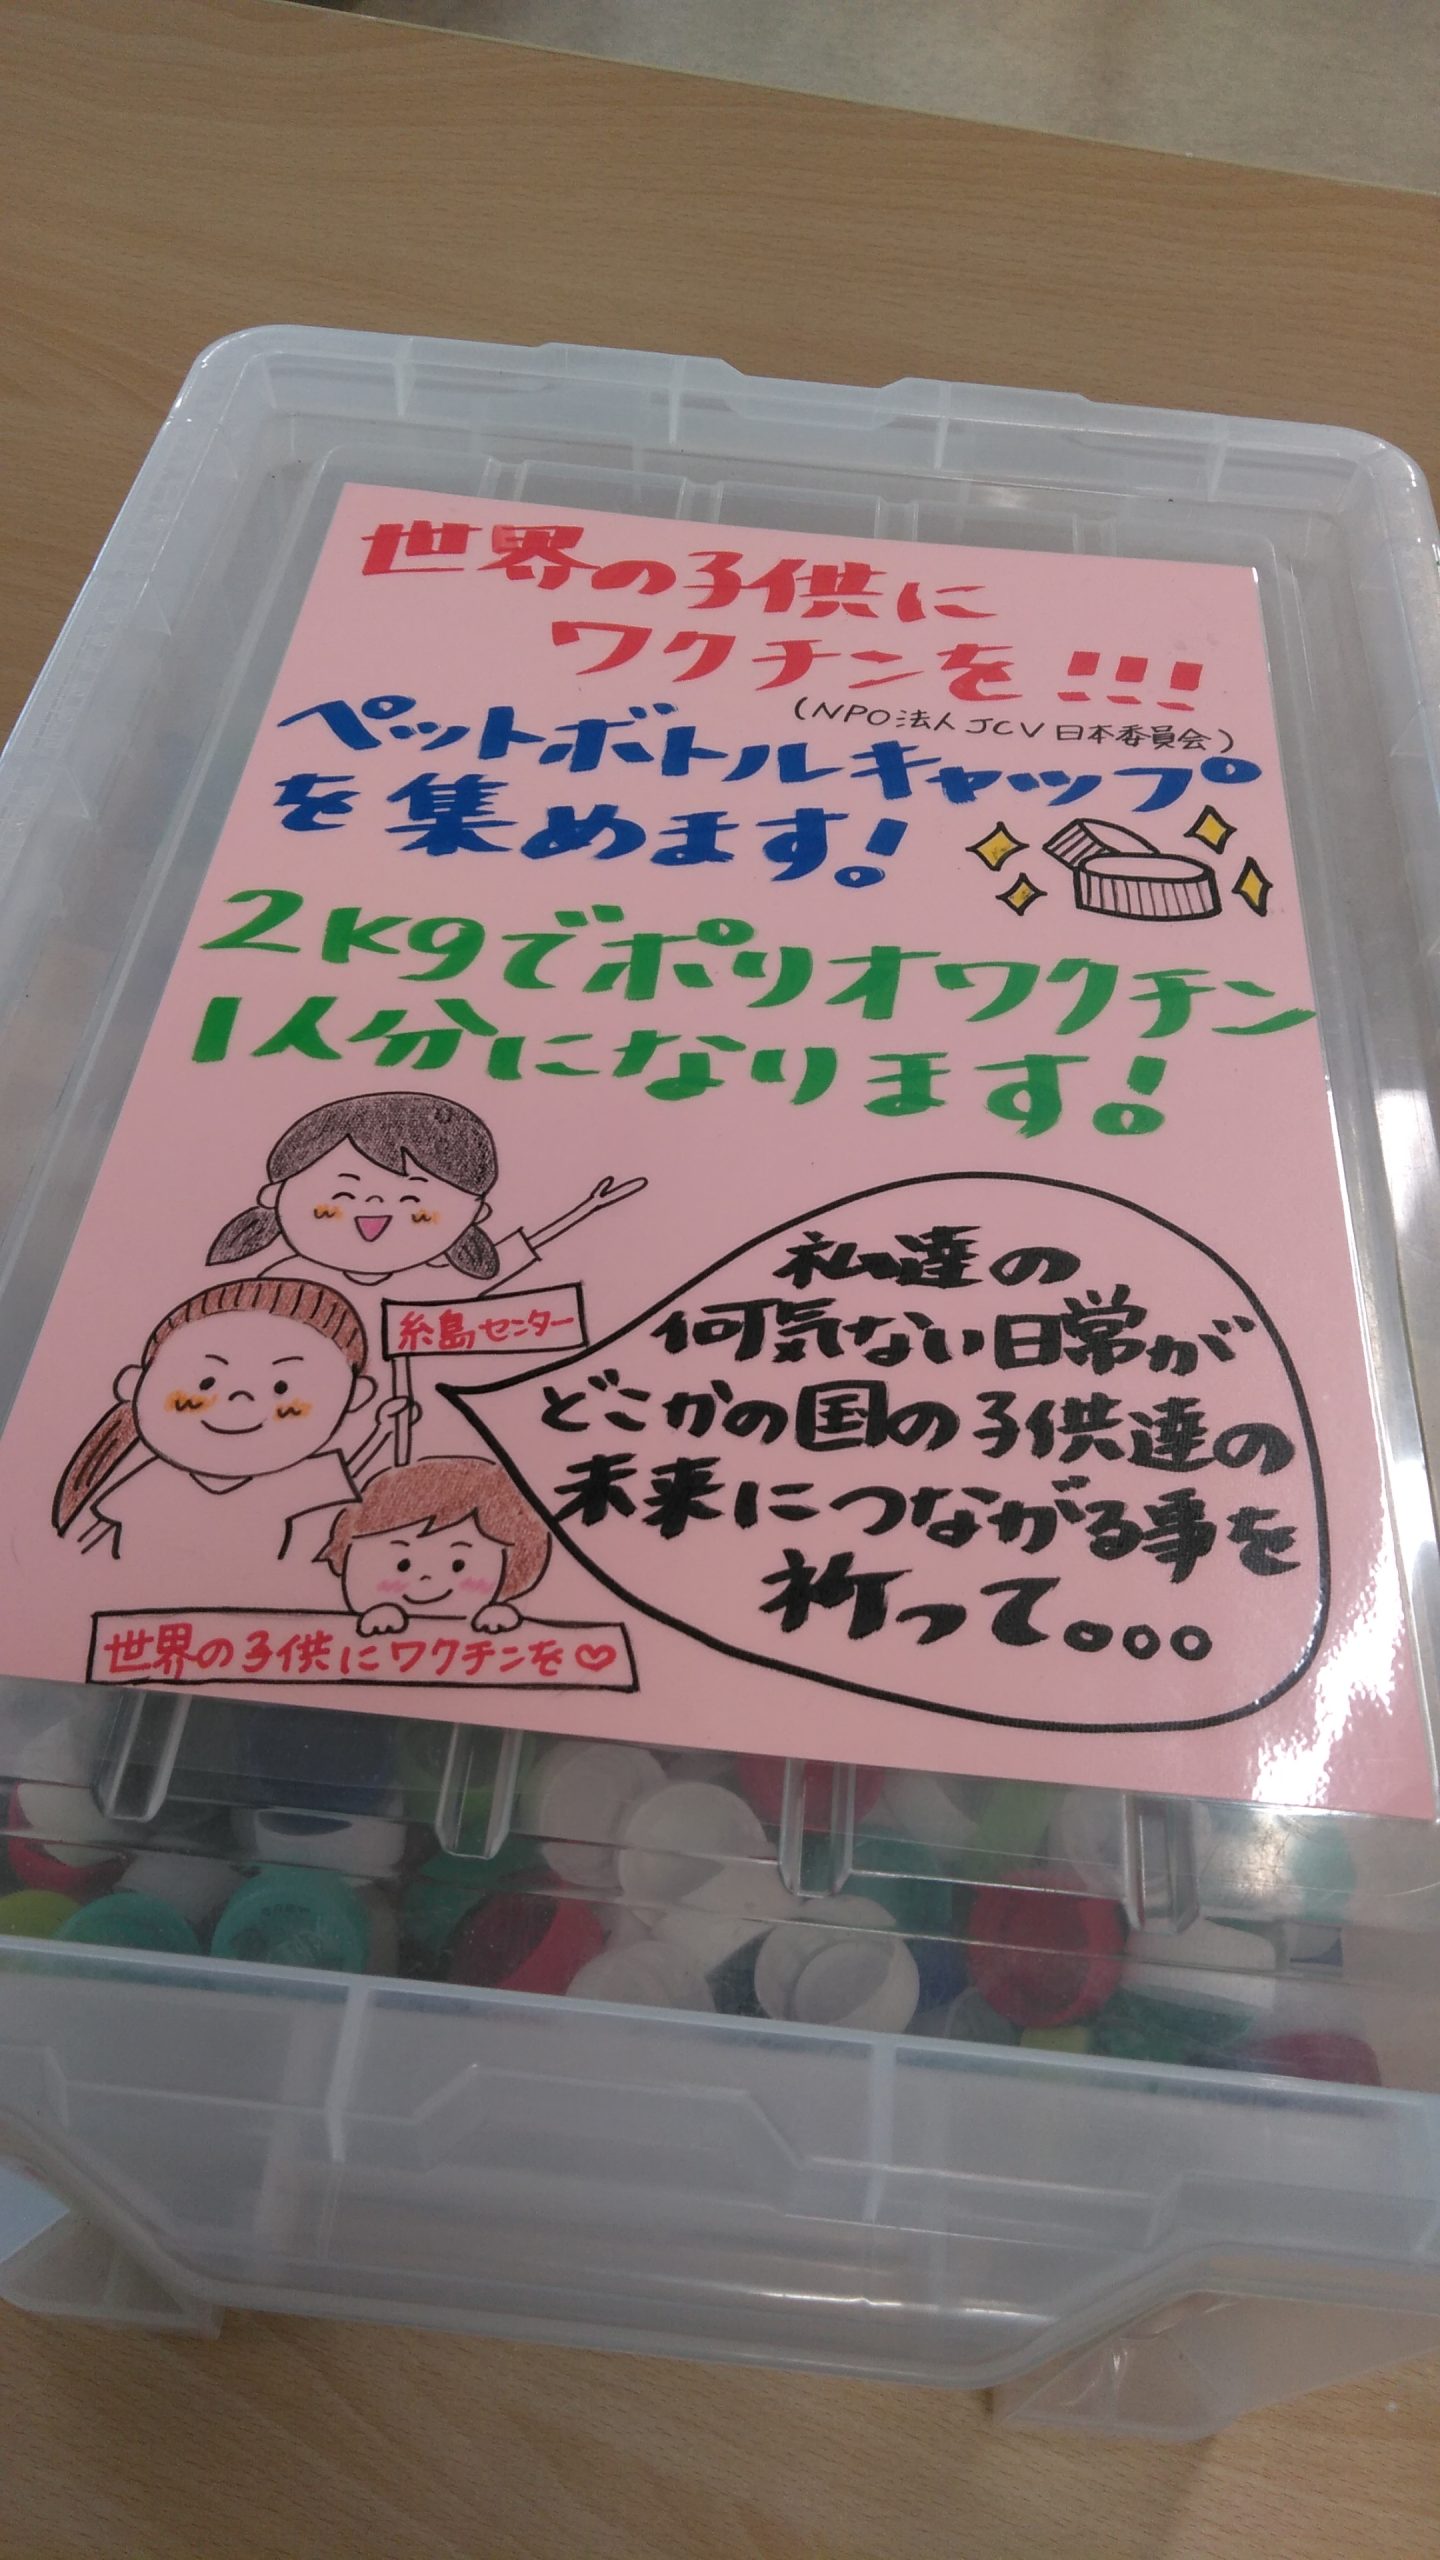 世界の子供に
ワクチンを!!!
(NPO法人JCV日本委員会)
ペットボトルキャップ
を集めます!
2kgでポリオワクチン
1人分になります!
糸島センター
私達の
何気ない日常が
どこかの国の子供達の
未来につながる事を
祈って。。。
世界の子供にワクチンを♡